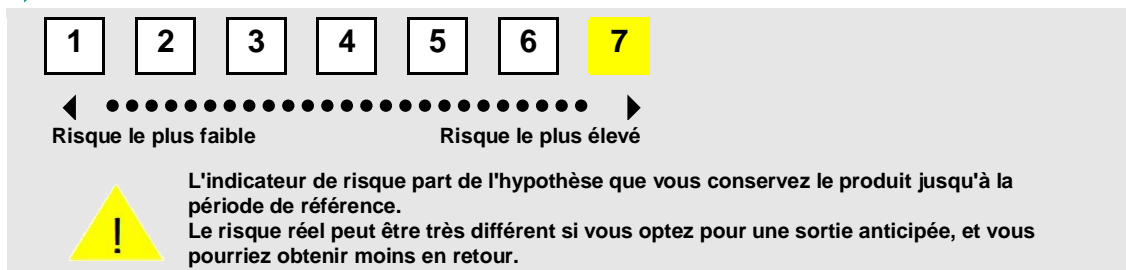 1 2 3 4 5 6 7
Risque le plus faible Risque le plus élevé
L'indicateur de risque part de l'hypothèse que vous conservez le produit jusqu'à la
période de référence.
Le risque réel peut être très différent si vous optez pour une sortie anticipée, et vous
pourriez obtenir moins en retour.
!